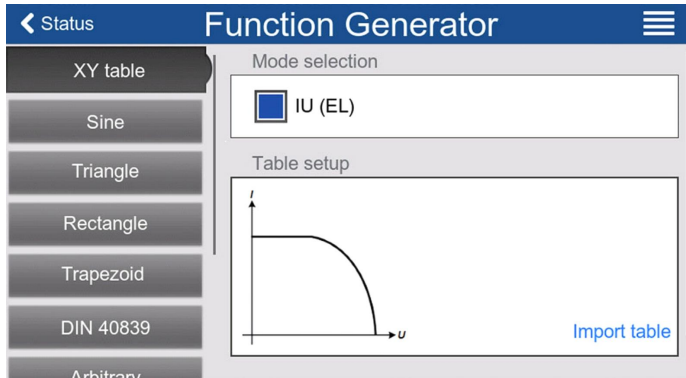 Status
Function Generator
XY table
Sine
Triangle
Rectangle
Trapezoid
DIN 40839
Arbitrary
Mode selection
IU (EL)
Table setup
I
U
Import table